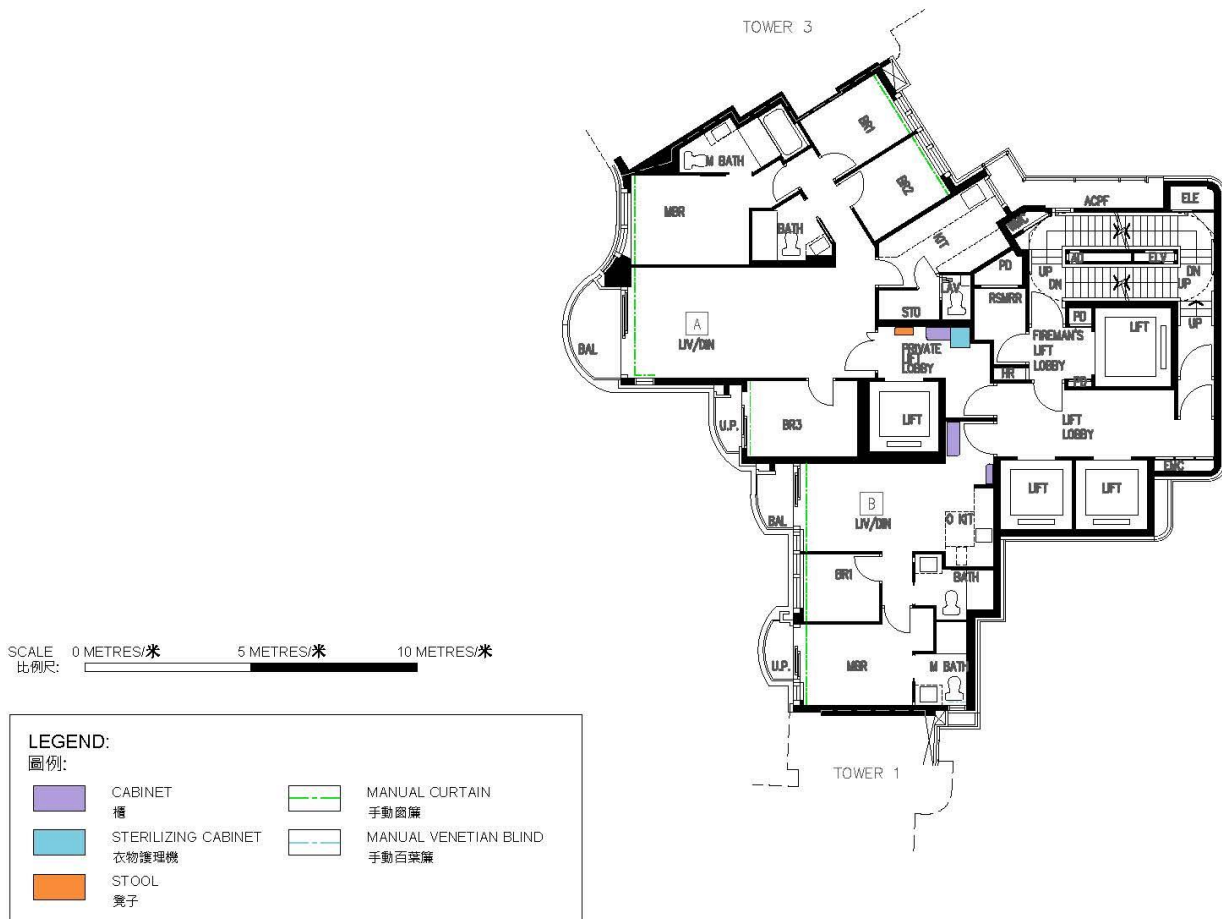 TOWER 3
BR1
M BATH
BR2
MBR
BATH
KIT
ACPF
ELE
PD
UP
DN
AD
ELV
DN
UP
LAV
STO
RSMRR
A
LIV/DIN
BAL
PRIVATE
LIFT
LOBBY
PD
FIREMAN'S
LIFT
LOBBY
LIFT
UP
HR
U.P.
BR3
LIFT
LIFT
LOBBY
EMC
B
LIV/DIN
BAL
O KIT
LIFT
LIFT
BR1
BATH
U.P.
MBR
M BATH
TOWER 1
SCALE 0 METRES/米 5 METRES/米 10 METRES/米
比例尺:
LEGEND:
圖例:
CABINET
櫃
STERILIZING CABINET
衣物護理機
STOOL
凳子
MANUAL CURTAIN
手動窗簾
MANUAL VENETIAN BLIND
手動百葉簾